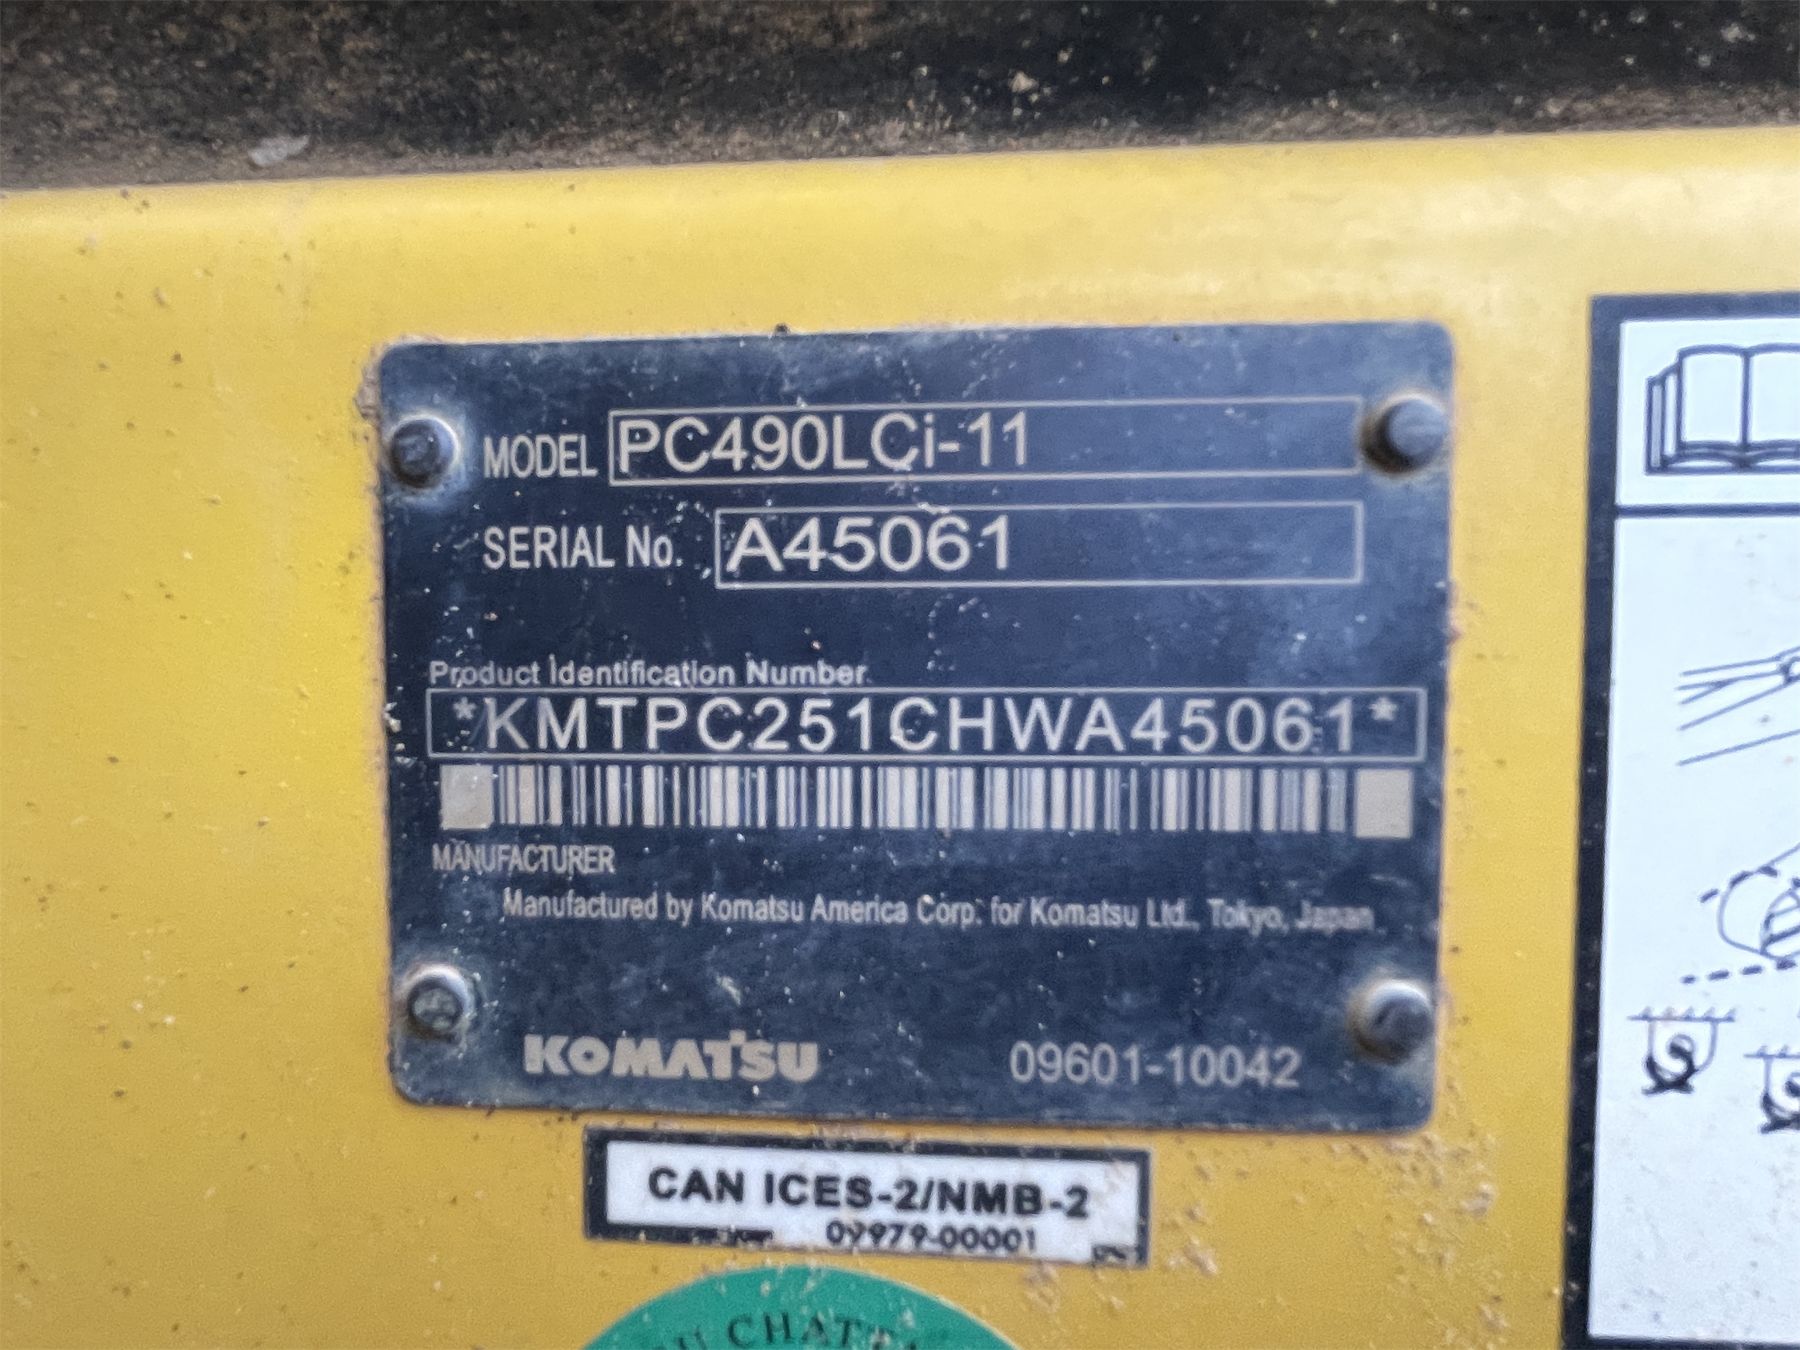 MODEL PC490LCi-11
SERIAL No. A45061
Product Identification Number
*KMTPC251CHWA45061*
MANUFACTURER
Manufactured by Komatsu America Corp. for Komatsu Ltd., Tokyo, Japan
KOMATSU 09601-10042
CAN ICES-2/NMB-2
09979-00001